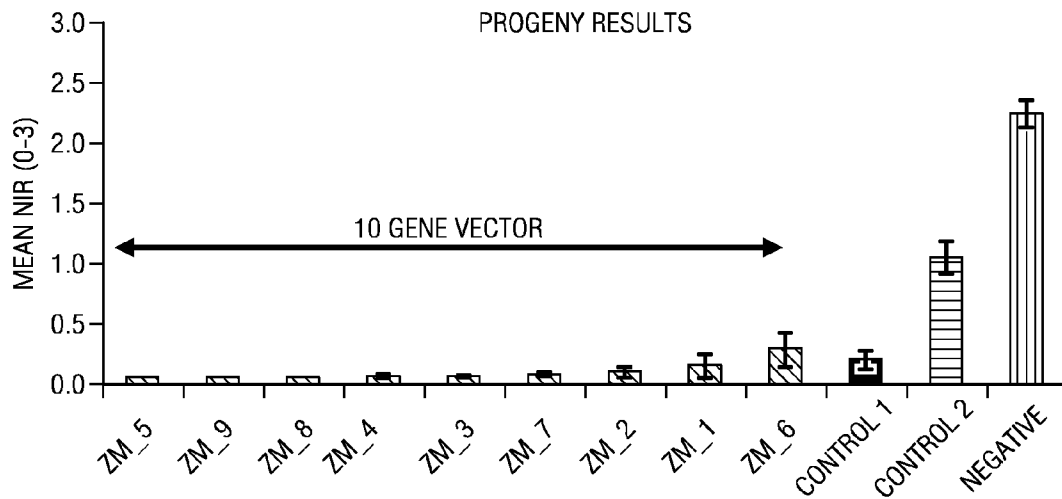 PROGENY RESULTS
MEAN NIR (0-3)
3.0
2.5
2.0
1.5
1.0
0.5
0.0
10 GENE VECTOR
ZM_5
ZM_9
ZM_8
ZM_4
ZM_3
ZM_7
ZM_2
ZM_1
ZM_6
CONTROL 1
CONTROL 2
NEGATIVE